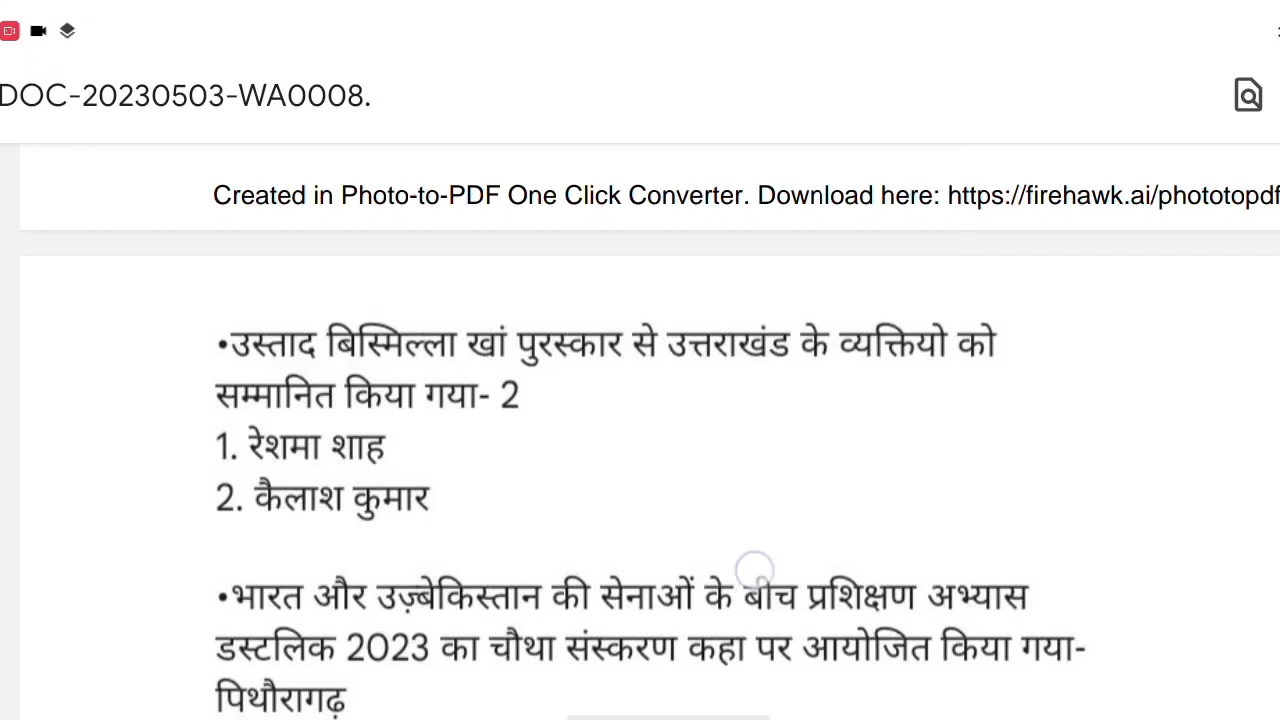 DOC-20230503-WA0008.
Created in Photo-to-PDF One Click Converter. Download here: https://firehawk.ai/phototopdf
•उस्ताद बिस्मिल्ला खां पुरस्कार से उत्तराखंड के व्यक्तियो को
सम्मानित किया गया- 2
1. रेशमा शाह
2. कैलाश कुमार
•भारत और उज़्बेकिस्तान की सेनाओं के बीच प्रशिक्षण अभ्यास
डस्टलिक 2023 का चौथा संस्करण कहा पर आयोजित किया गया-
पिथौरागढ़